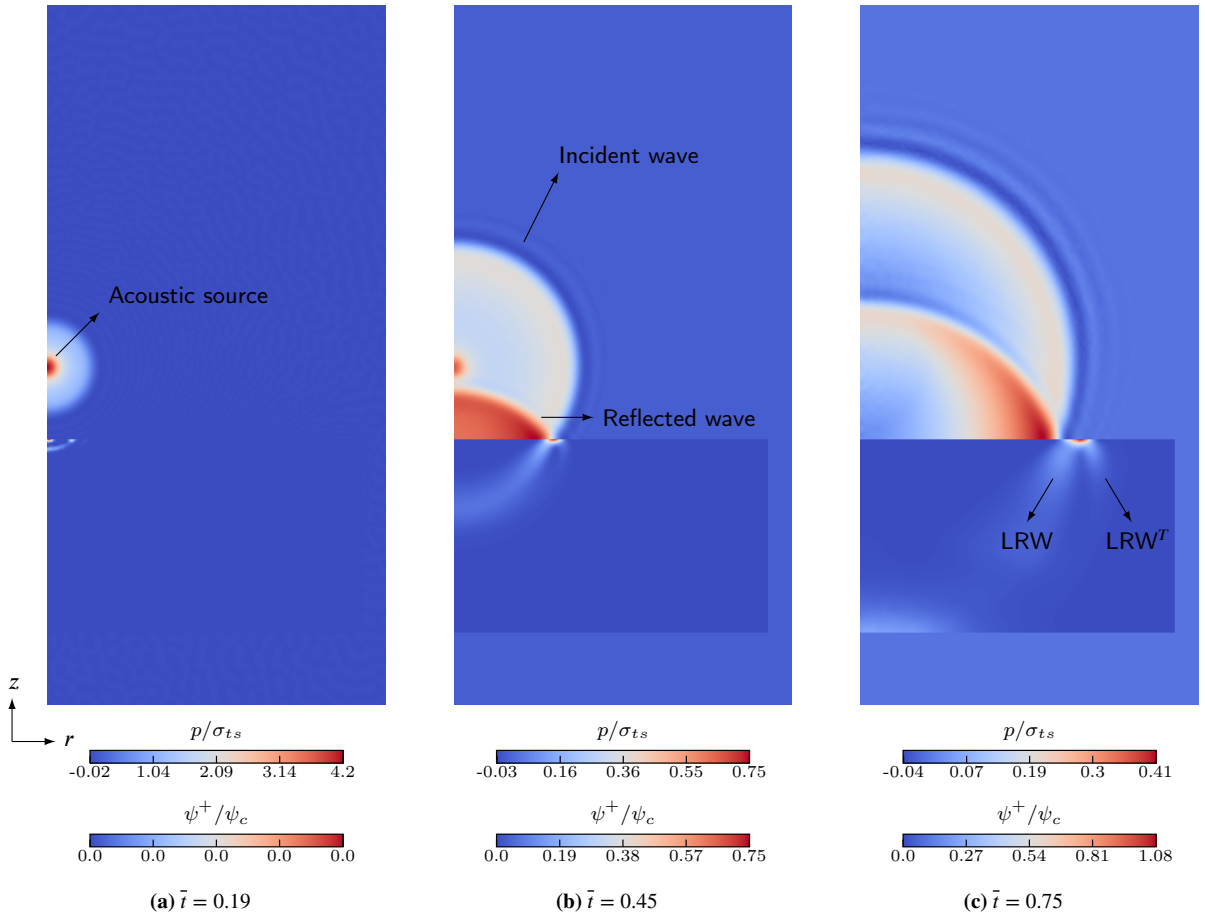 Incident wave
Acoustic source
Reflected wave
LRW LRW^T
z
r
p/σ_ts p/σ_ts p/σ_ts
-0.02 1.04 2.09 3.14 4.2 -0.03 0.16 0.36 0.55 0.75 -0.04 0.07 0.19 0.3 0.41
ψ^+/ψ_c ψ^+/ψ_c ψ^+/ψ_c
0.0 0.0 0.0 0.0 0.0 0.0 0.19 0.38 0.57 0.75 0.0 0.27 0.54 0.81 1.08
(a) t̄ = 0.19 (b) t̄ = 0.45 (c) t̄ = 0.75